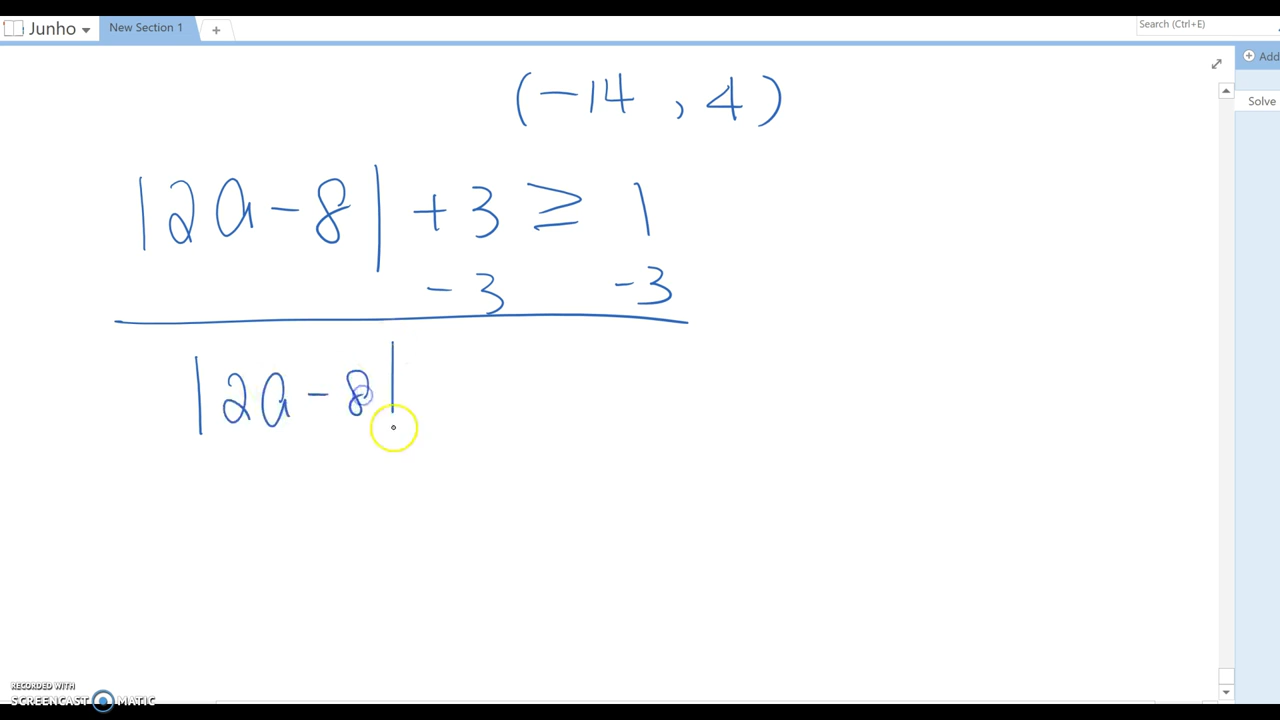 Junho
New Section 1
+
Search (Ctrl+E)
Add
Solve
(-14 , 4)
|2a-8| +3 ≥ 1
-3 -3
|2a-8|
RECORDED WITH
SCREENCAST MATIC